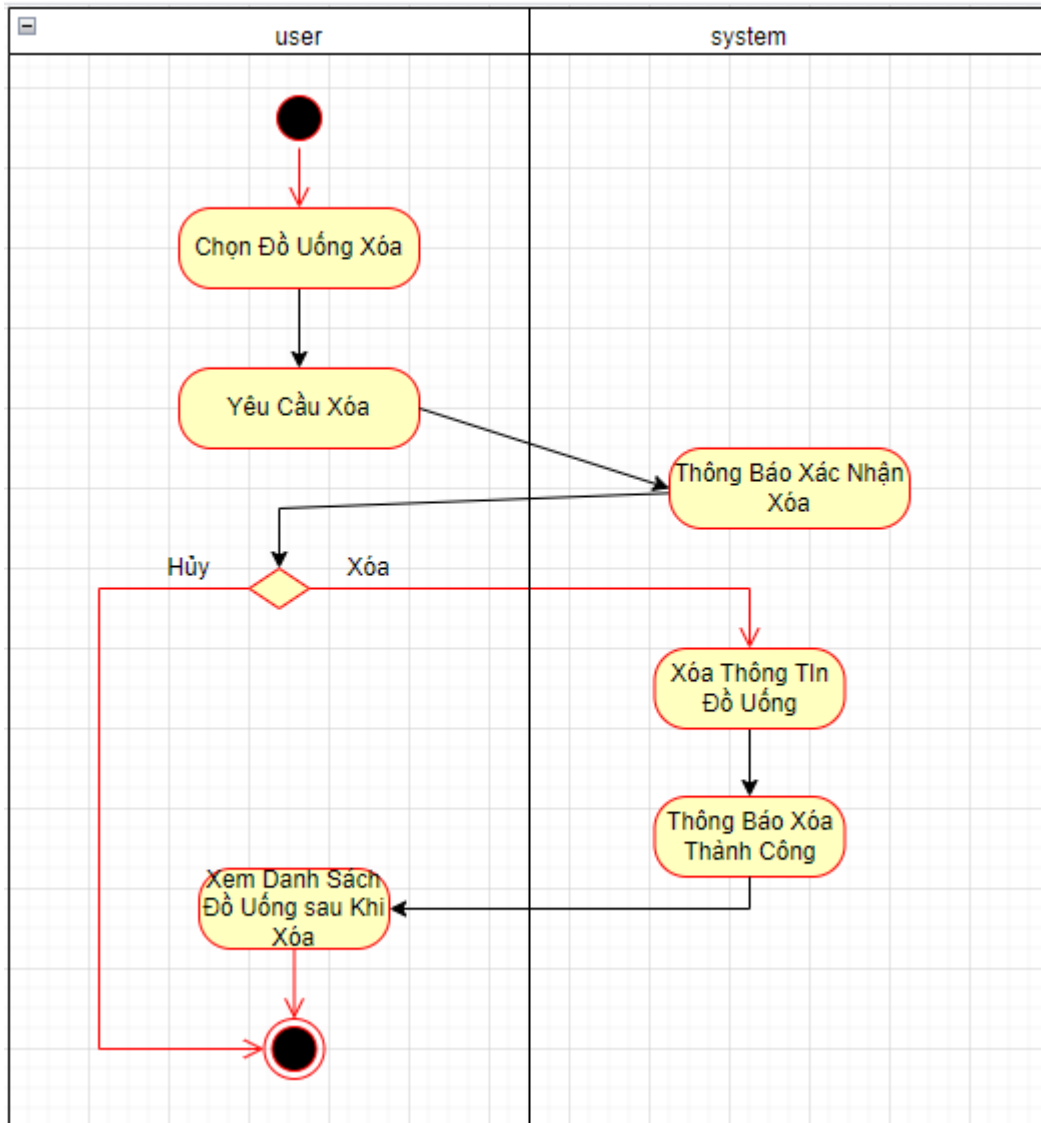 user
system
Chọn Đồ Uống Xóa
Yêu Cầu Xóa
Thông Báo Xác Nhận
Xóa
Hủy
Xóa
Xóa Thông TIn
Đồ Uống
Thông Báo Xóa
Thành Công
Xem Danh Sách
Đồ Uống sau Khi
Xóa